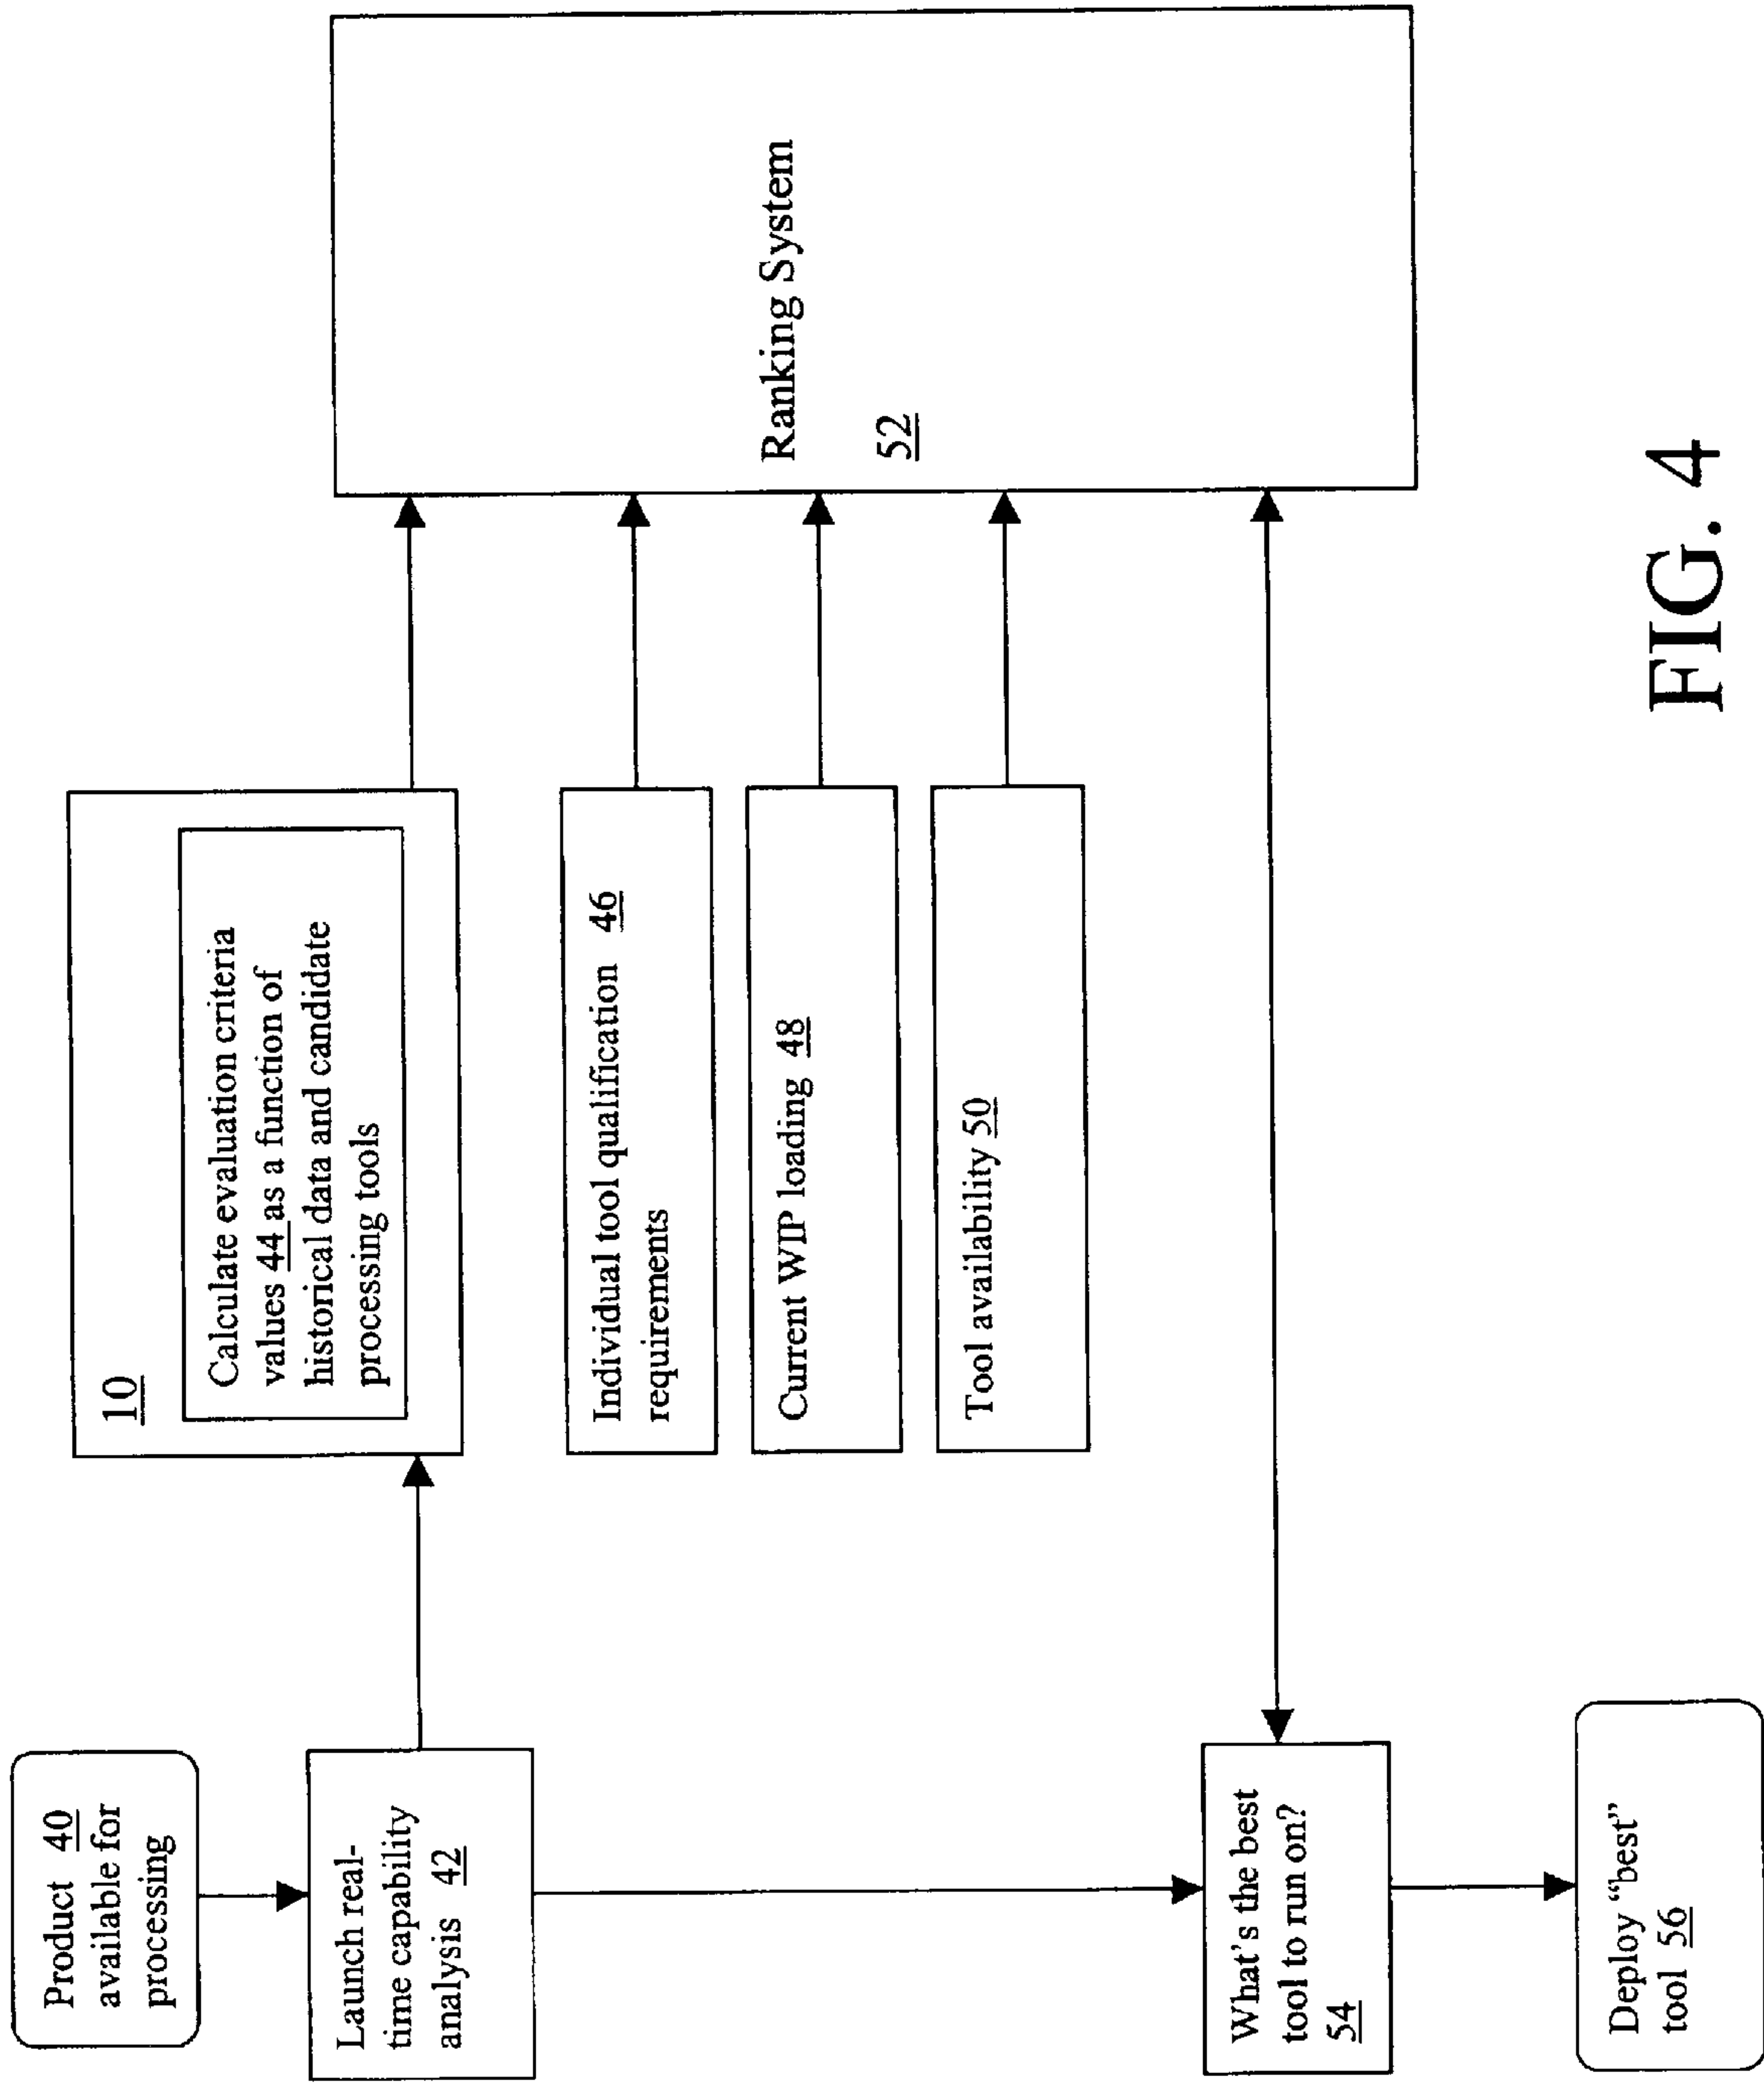 Product 40
available for
processing
Launch real-
time capability
analysis 42
10
Calculate evaluation criteria
values 44 as a function of
historical data and candidate
processing tools
Individual tool qualification 46
requirements
Current WIP loading 48
Tool availability 50
Ranking System
52
What's the best
tool to run on?
54
Deploy “best”
tool 56
FIG. 4